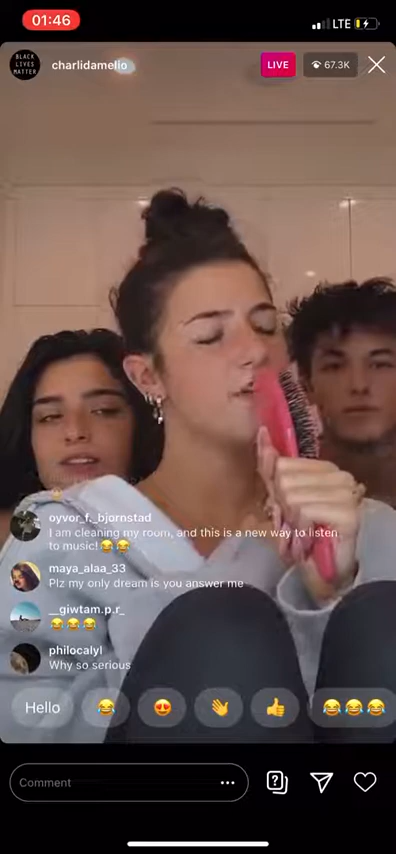 01:46
LTE
BLACK
LIVES
MATTER
charlidamelio
LIVE
67.3K
oyvor_f._bjørnstad
I am cleaning my room, and this is a new way to listen
to music!😂😂
maya_alaa_33
Plz my only dream is you answer me
__giwtam.p.r_
😂😂😂
philocalyl
Why so serious
Hello 😂 😍 👋 👍 😂😂😂
Comment